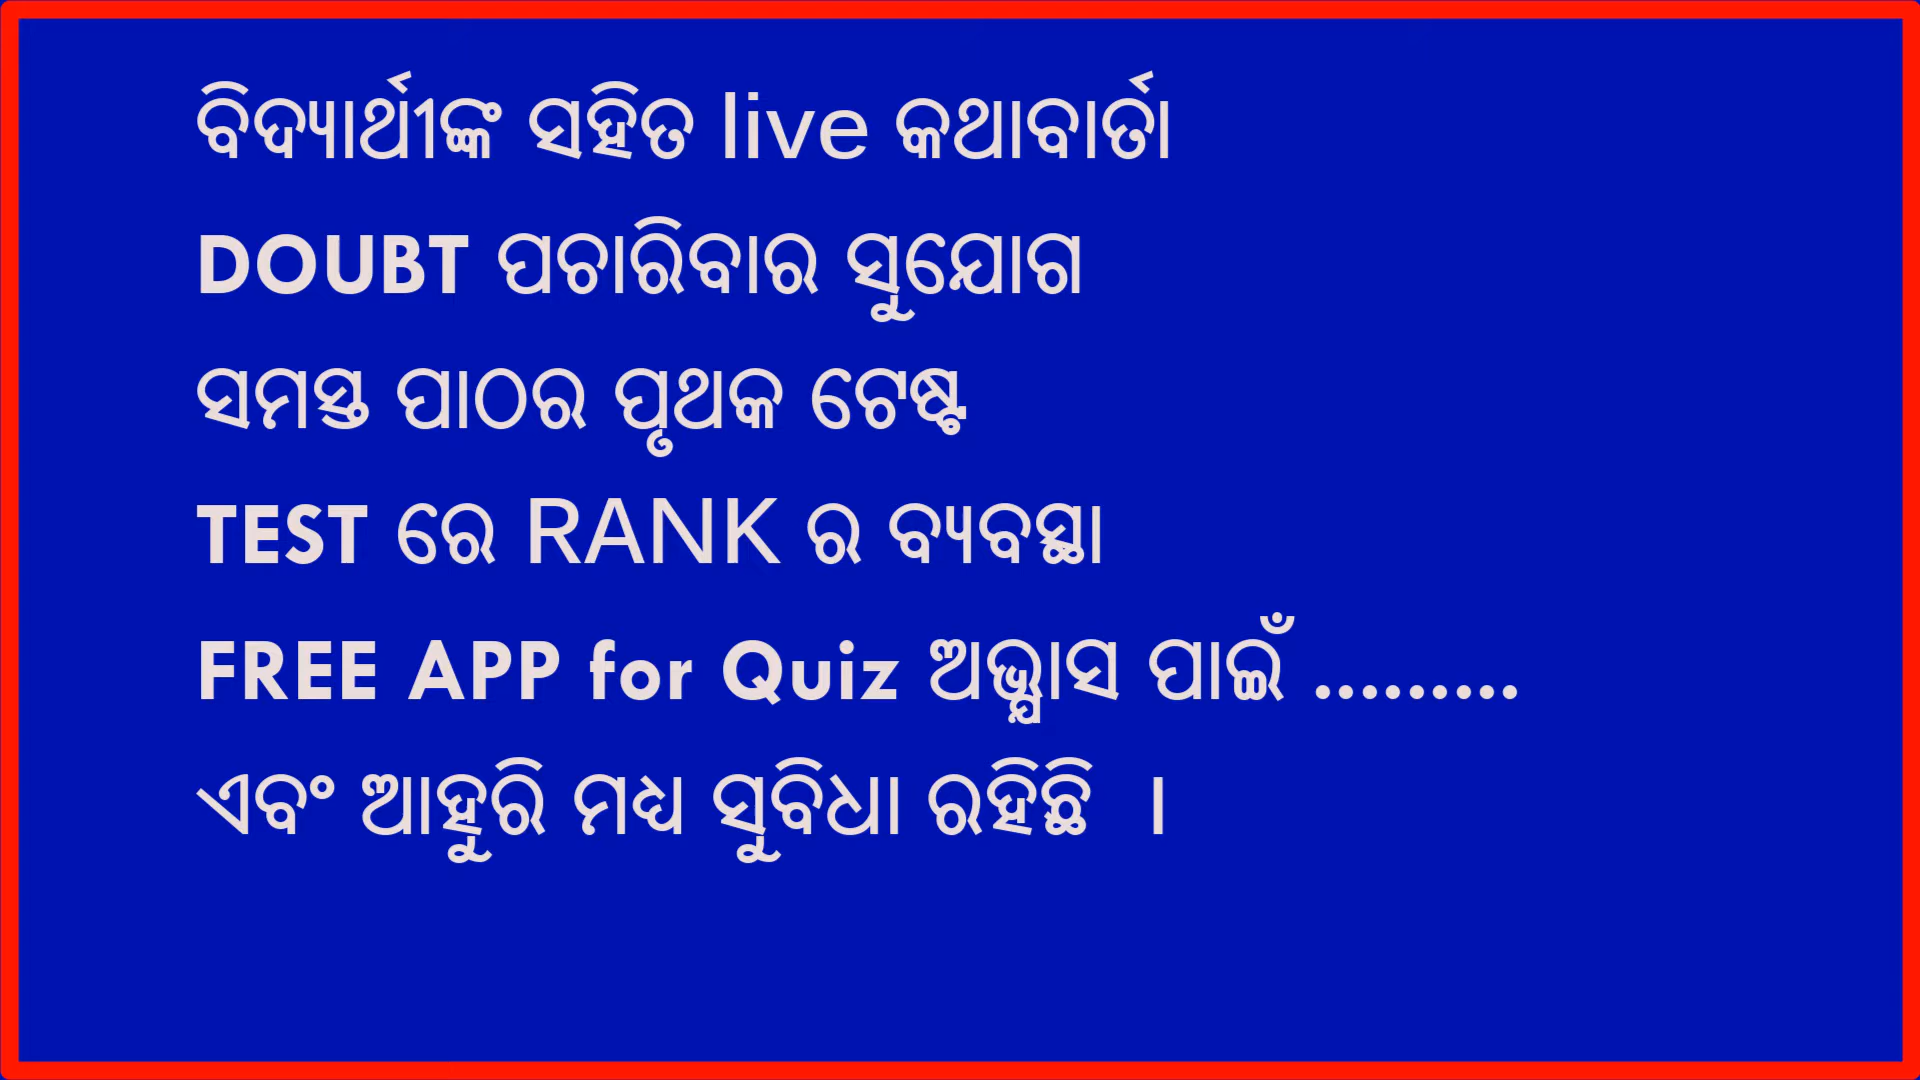 ବିଦ୍ୟାର୍ଥୀଙ୍କ ସହିତ live କଥାବାର୍ତା
DOUBT ପଚାରିବାର ସୁଯୋଗ
ସମସ୍ତ ପାଠର ପୃଥକ ଟେଷ୍ଟ
TEST ରେ RANK ର ବ୍ୟବସ୍ଥା
FREE APP for Quiz ଅଭ୍ଯାସ ପାଇଁ .........
ଏବଂ ଆହୁରି ମଧ୍ୟ ସୁବିଧା ରହିଛି ।